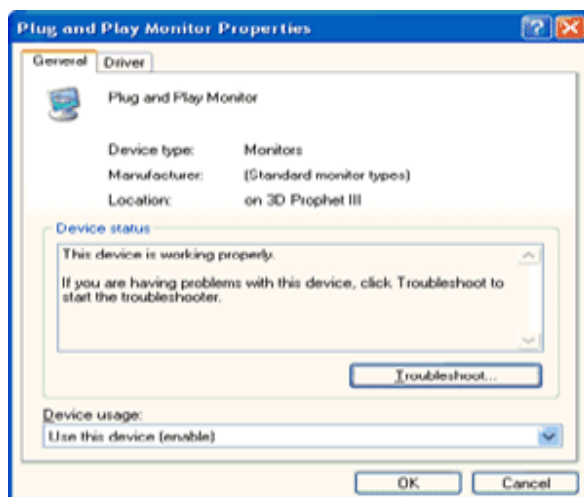 Plug and Play Monitor Properties
General Driver
Plug and Play Monitor
Device type: Monitors
Manufacturer: (Standard monitor types)
Location: on 3D Prophet III
Device status
This device is working properly.
If you are having problems with this device, click Troubleshoot to
start the troubleshooter.
Troubleshoot...
Device usage:
Use this device (enable)
OK Cancel